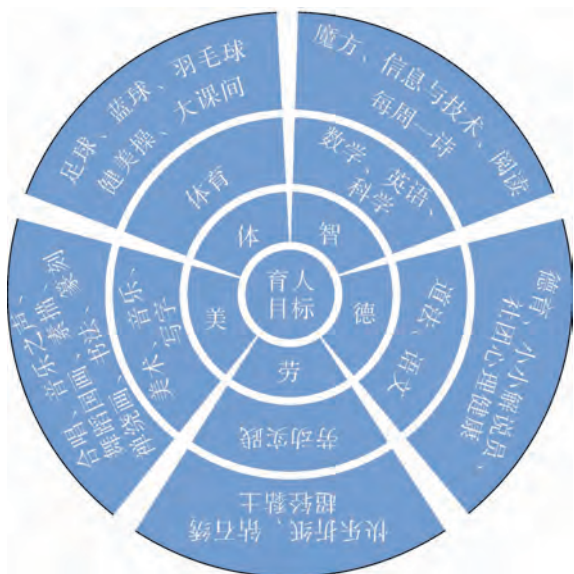 育人
目标
智
德
劳
美
体
数学、英语、
科学
道法、语文
劳动实践
美术、音乐、
写字
体育
魔方、信息与技术、阅读
每周一诗
德育、小小解说员、
社团心理健康
快乐折纸、钻石绣
超轻黏土
合唱、音乐之声、
舞蹈国画、素描
禅绕画、书法、篆刻
足球、蓝球、羽毛球
健美操、大课间